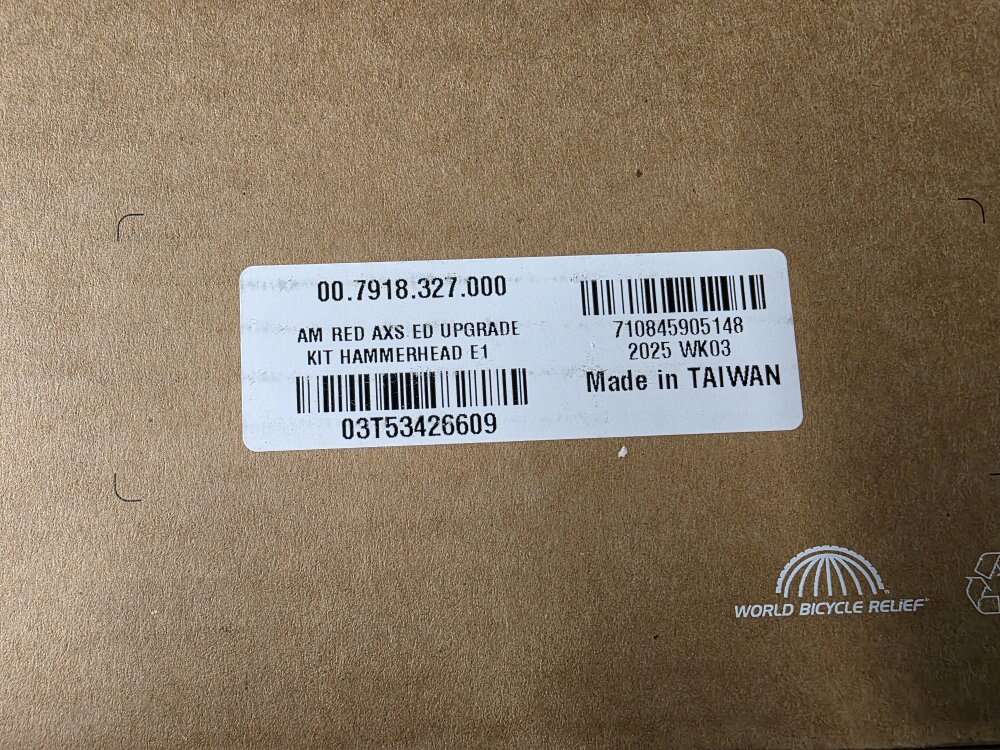 00.7918.327.000
AM RED AXS ED UPGRADE
KIT HAMMERHEAD E1
03T53426609
710845905148
2025 WK03
Made in TAIWAN
WORLD BICYCLE RELIEF